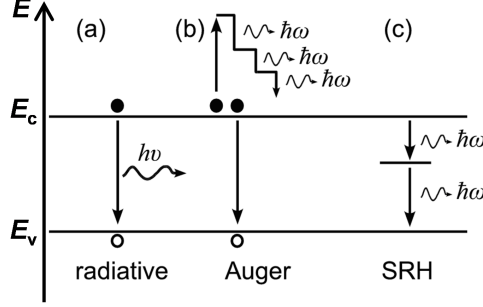 E (a) (b) (c)
ħω
ħω
ħω
Ec
hν ħω
ħω
Ev
radiative Auger SRH